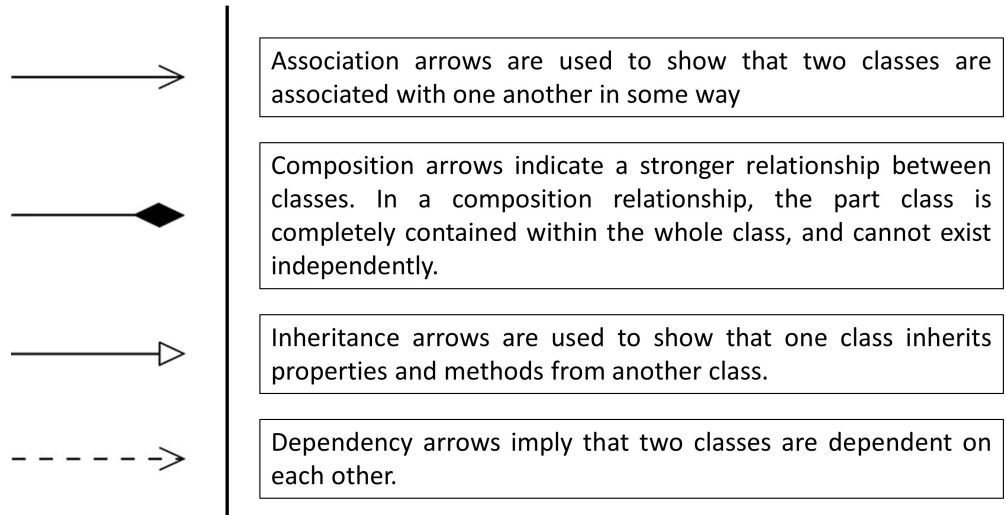 Association arrows are used to show that two classes are
associated with one another in some way
Composition arrows indicate a stronger relationship between
classes. In a composition relationship, the part class is
completely contained within the whole class, and cannot exist
independently.
Inheritance arrows are used to show that one class inherits
properties and methods from another class.
Dependency arrows imply that two classes are dependent on
each other.